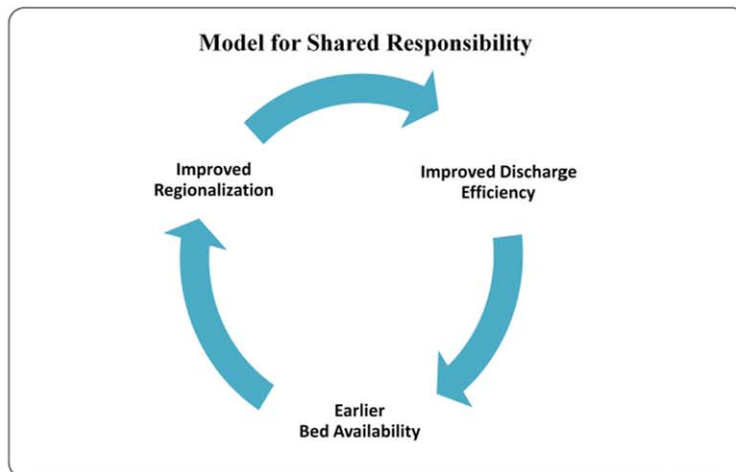 Model for Shared Responsibility
Improved
Regionalization
Improved Discharge
Efficiency
Earlier
Bed Availability